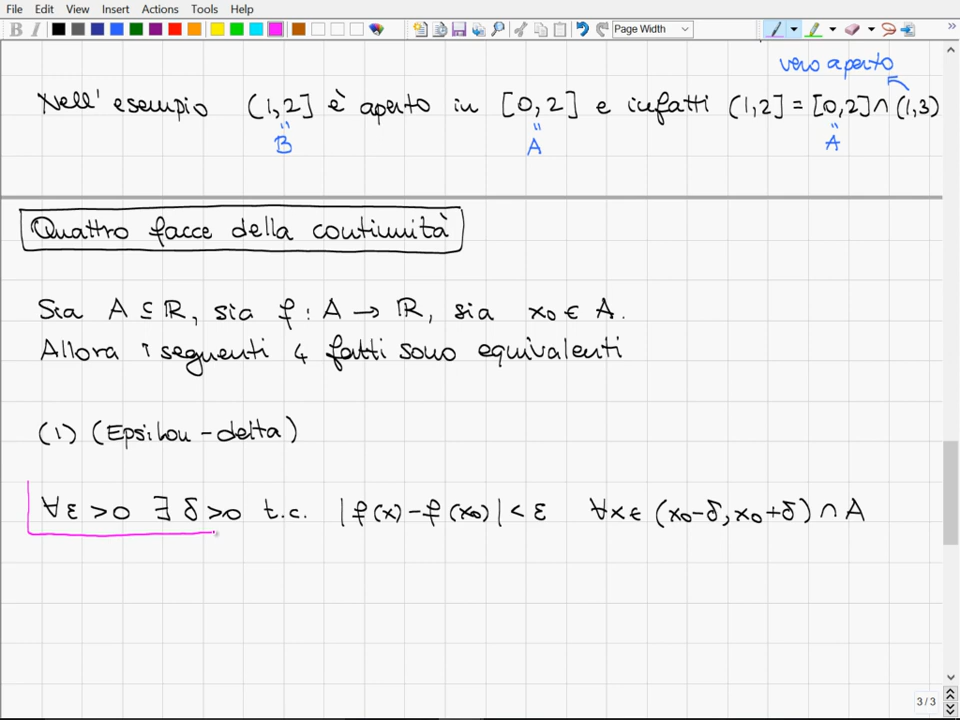 File Edit View Insert Actions Tools Help
B I Page Width
vero aperto
Nell' esempio (1,2] è aperto in [0,2] e infatti (1,2] = [0,2] ∩ (1,3)
" " "
B A A
Quattro facce della continuità
Sia A ⊆ ℝ, sia f : A → ℝ, sia x0 ∈ A.
Allora i seguenti 4 fatti sono equivalenti
(1) (Epsilon - delta)
∀ε > 0 ∃ δ > 0 t.c. |f(x) - f(x0)| < ε ∀x ∈ (x0-δ, x0+δ) ∩ A
3 / 3